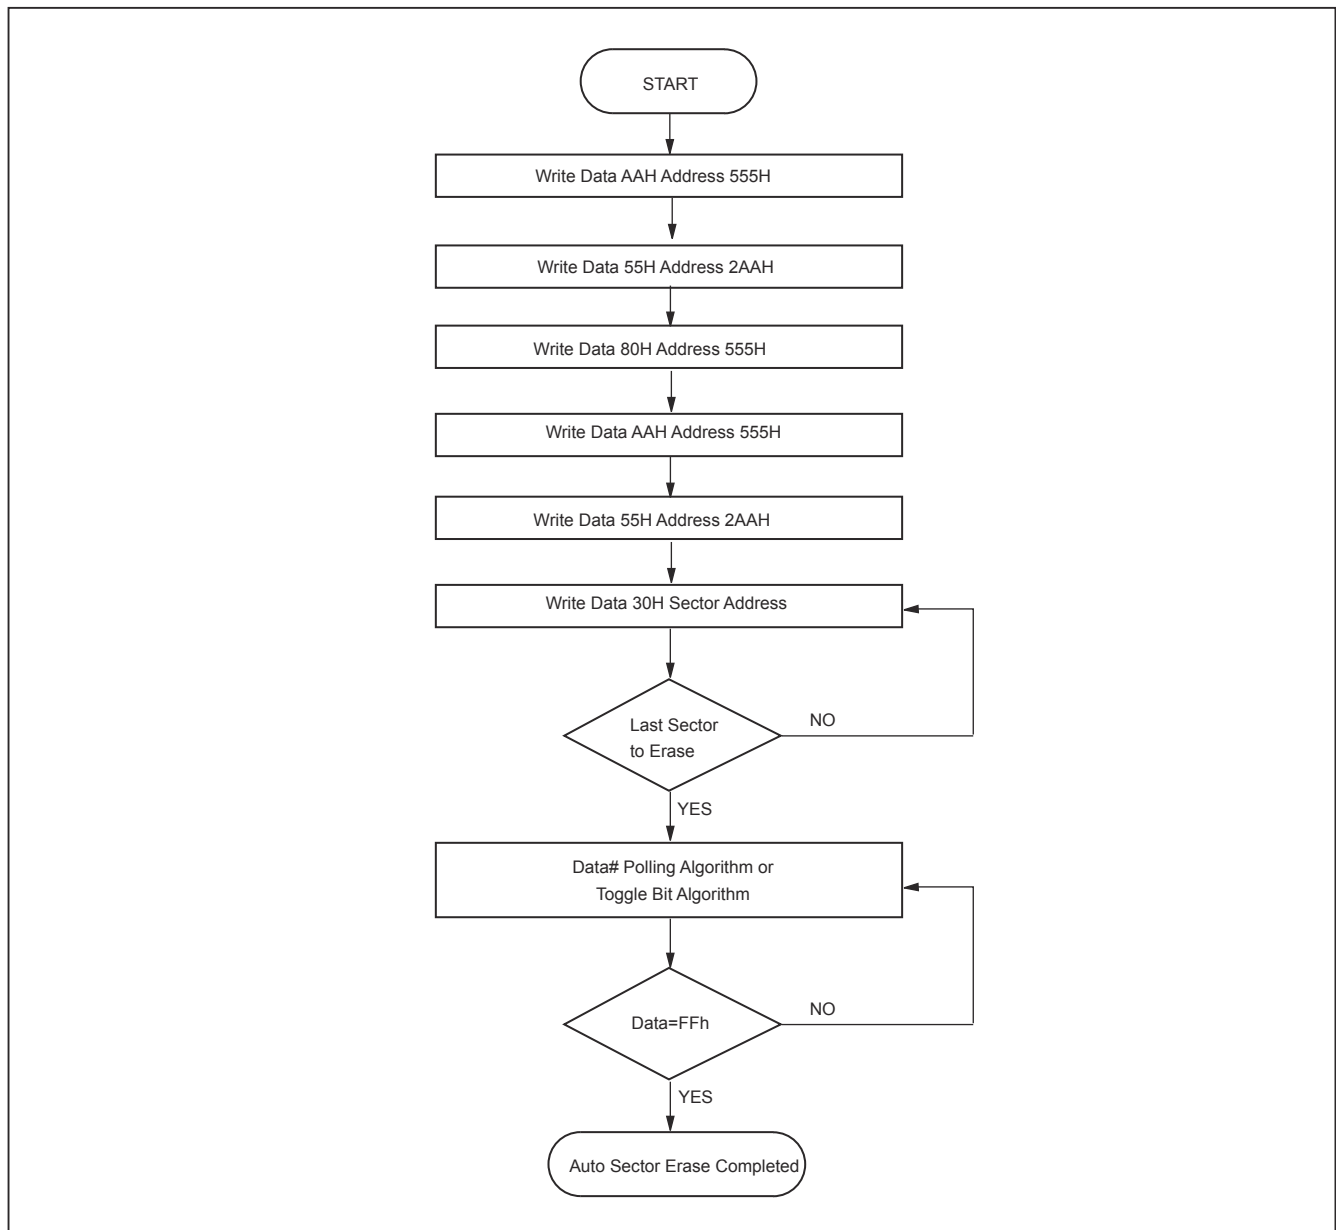 START
Write Data AAH Address 555H
Write Data 55H Address 2AAH
Write Data 80H Address 555H
Write Data AAH Address 555H
Write Data 55H Address 2AAH
Write Data 30H Sector Address
Last Sector
to Erase
NO
YES
Data# Polling Algorithm or
Toggle Bit Algorithm
Data=FFh
NO
YES
Auto Sector Erase Completed